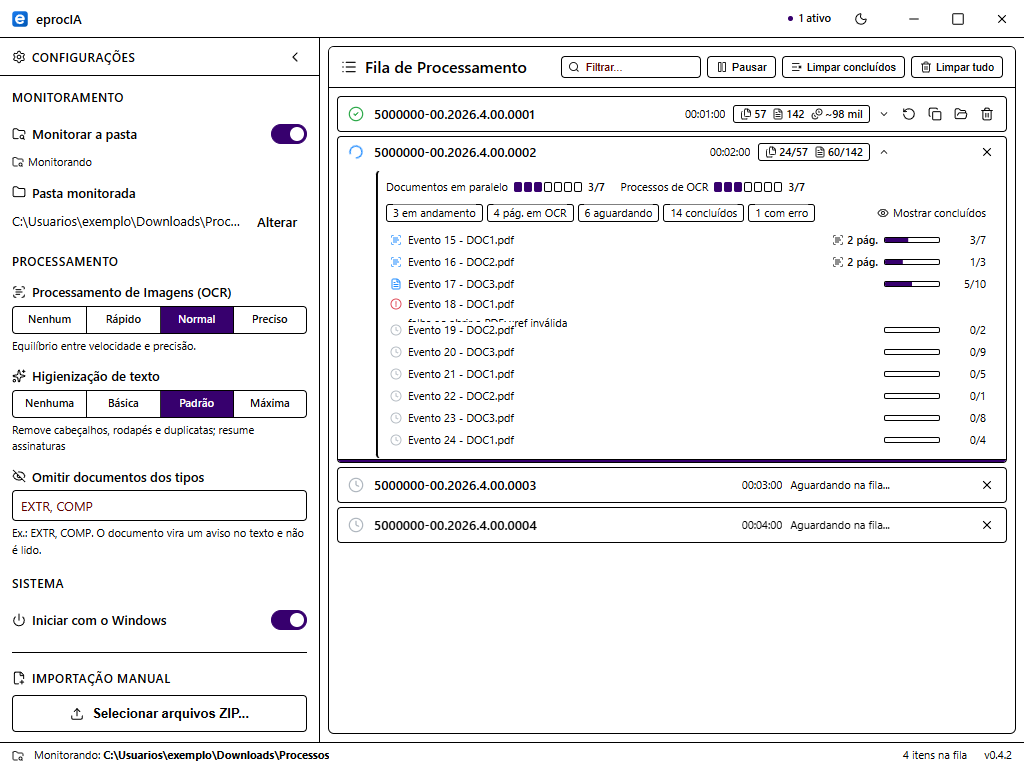 eprocIA
1 ativo
CONFIGURAÇÕES
MONITORAMENTO
Monitorar a pasta
Monitorando
Pasta monitorada
C:\Usuarios\exemplo\Downloads\Proc... Alterar
PROCESSAMENTO
Processamento de Imagens (OCR)
Nenhum Rápido Normal Preciso
Equilíbrio entre velocidade e precisão.
Higienização de texto
Nenhuma Básica Padrão Máxima
Remove cabeçalhos, rodapés e duplicatas; resume
assinaturas
Omitir documentos dos tipos
EXTR, COMP
Ex.: EXTR, COMP. O documento vira um aviso no texto e não
é lido.
SISTEMA
Iniciar com o Windows
IMPORTAÇÃO MANUAL
Selecionar arquivos ZIP...
Fila de Processamento Filtrar... Pausar Limpar concluídos Limpar tudo
5000000-00.2026.4.00.0001 00:01:00 57 142 ~98 mil
5000000-00.2026.4.00.0002 00:02:00 24/57 60/142
Documentos em paralelo 3/7 Processos de OCR 3/7
3 em andamento 4 pág. em OCR 6 aguardando 14 concluídos 1 com erro Mostrar concluídos
Evento 15 - DOC1.pdf 2 pág. 3/7
Evento 16 - DOC2.pdf 2 pág. 1/3
Evento 17 - DOC3.pdf 5/10
Evento 18 - DOC1.pdf
falha ao abrir o PDF: xref inválida
Evento 19 - DOC2.pdf 0/2
Evento 20 - DOC3.pdf 0/9
Evento 21 - DOC1.pdf 0/5
Evento 22 - DOC2.pdf 0/1
Evento 23 - DOC3.pdf 0/8
Evento 24 - DOC1.pdf 0/4
5000000-00.2026.4.00.0003 00:03:00 Aguardando na fila...
5000000-00.2026.4.00.0004 00:04:00 Aguardando na fila...
Monitorando: C:\Usuarios\exemplo\Downloads\Processos 4 itens na fila v0.4.2